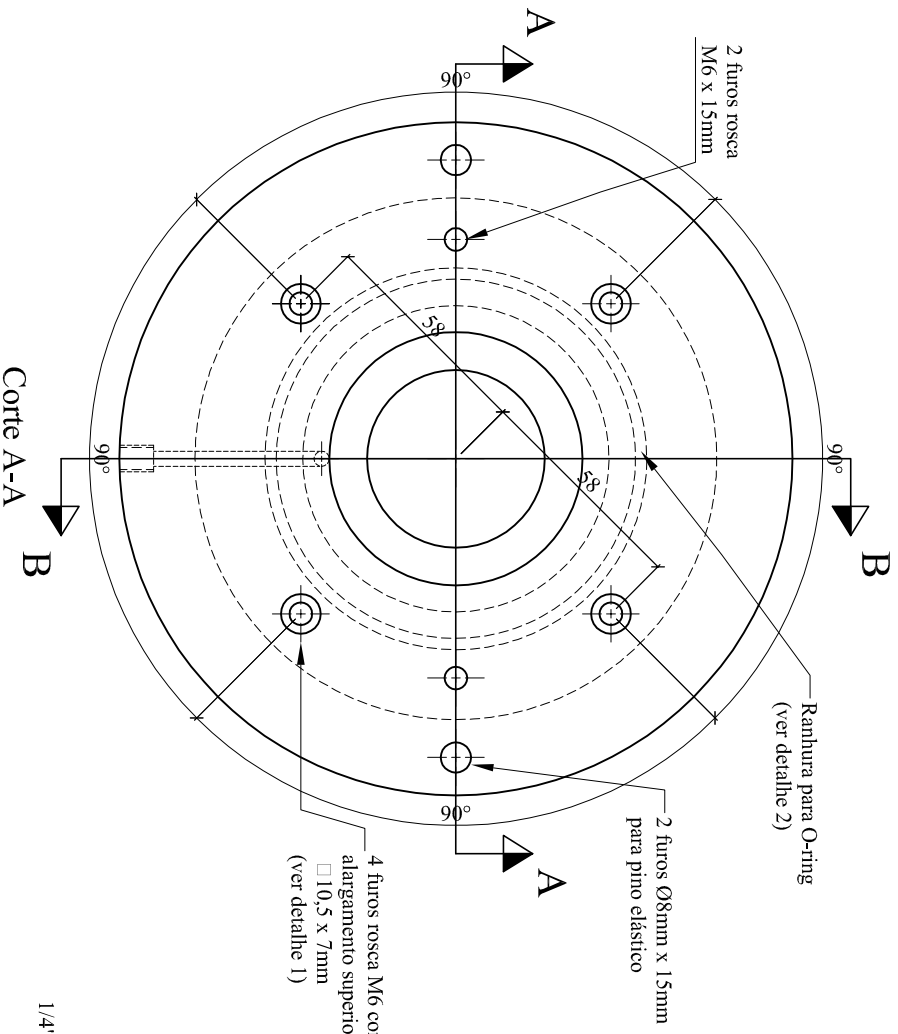 B
90°
Ranhura para O-ring
(ver detalhe 2)
2 furos rosca
M6 x 15mm
2 furos Ø8mm x 15mm
para pino elástico
58
58
A
A
90°
90°
4 furos rosca M6 co
alargamento superio
□10,5 x 7mm
(ver detalhe 1)
90°
B
1/4"
Corte A-A